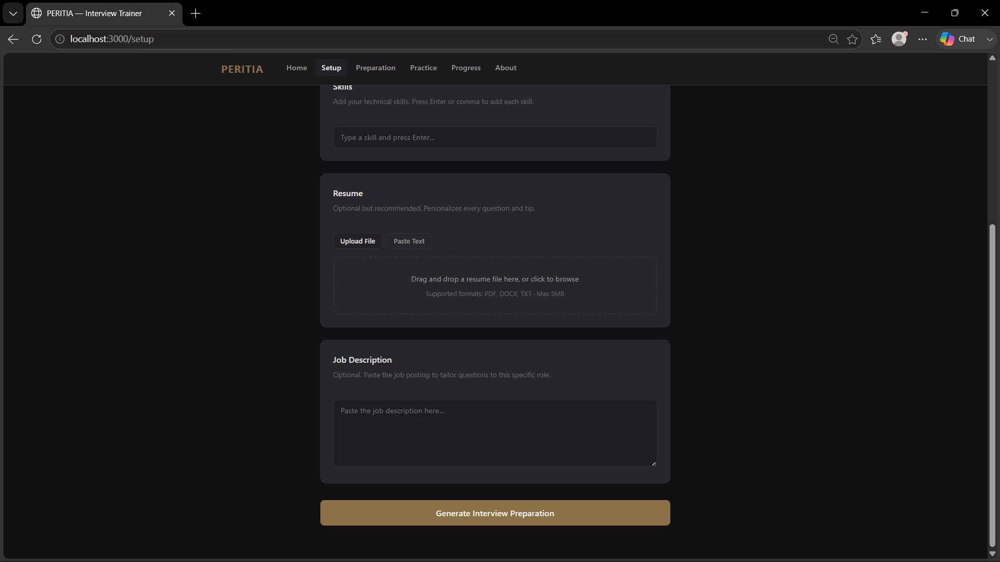 PERITIA — Interview Trainer
localhost:3000/setup
Chat
PERITIA Home Setup Preparation Practice Progress About
Skills
Add your technical skills. Press Enter or comma to add each skill.
Type a skill and press Enter...
Resume
Optional but recommended. Personalizes every question and tip.
Upload File Paste Text
Drag and drop a resume file here, or click to browse
Supported formats: PDF, DOCX, TXT · Max 5MB
Job Description
Optional. Paste the job posting to tailor questions to this specific role.
Paste the job description here...
Generate Interview Preparation